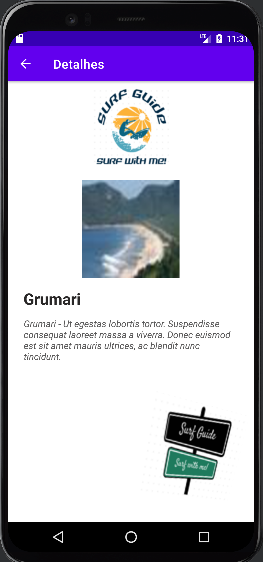 LTE 11:31
Detalhes
SURF GUIDE
SURF WITH ME!
Grumari
Grumari - Ut egestas lobortis tortor. Suspendisse
consequat laoreet massa a viverra. Donec euismod
est sit amet mauris ultrices, ac blandit nunc
tincidunt.
Surf Guide
Surf with me!